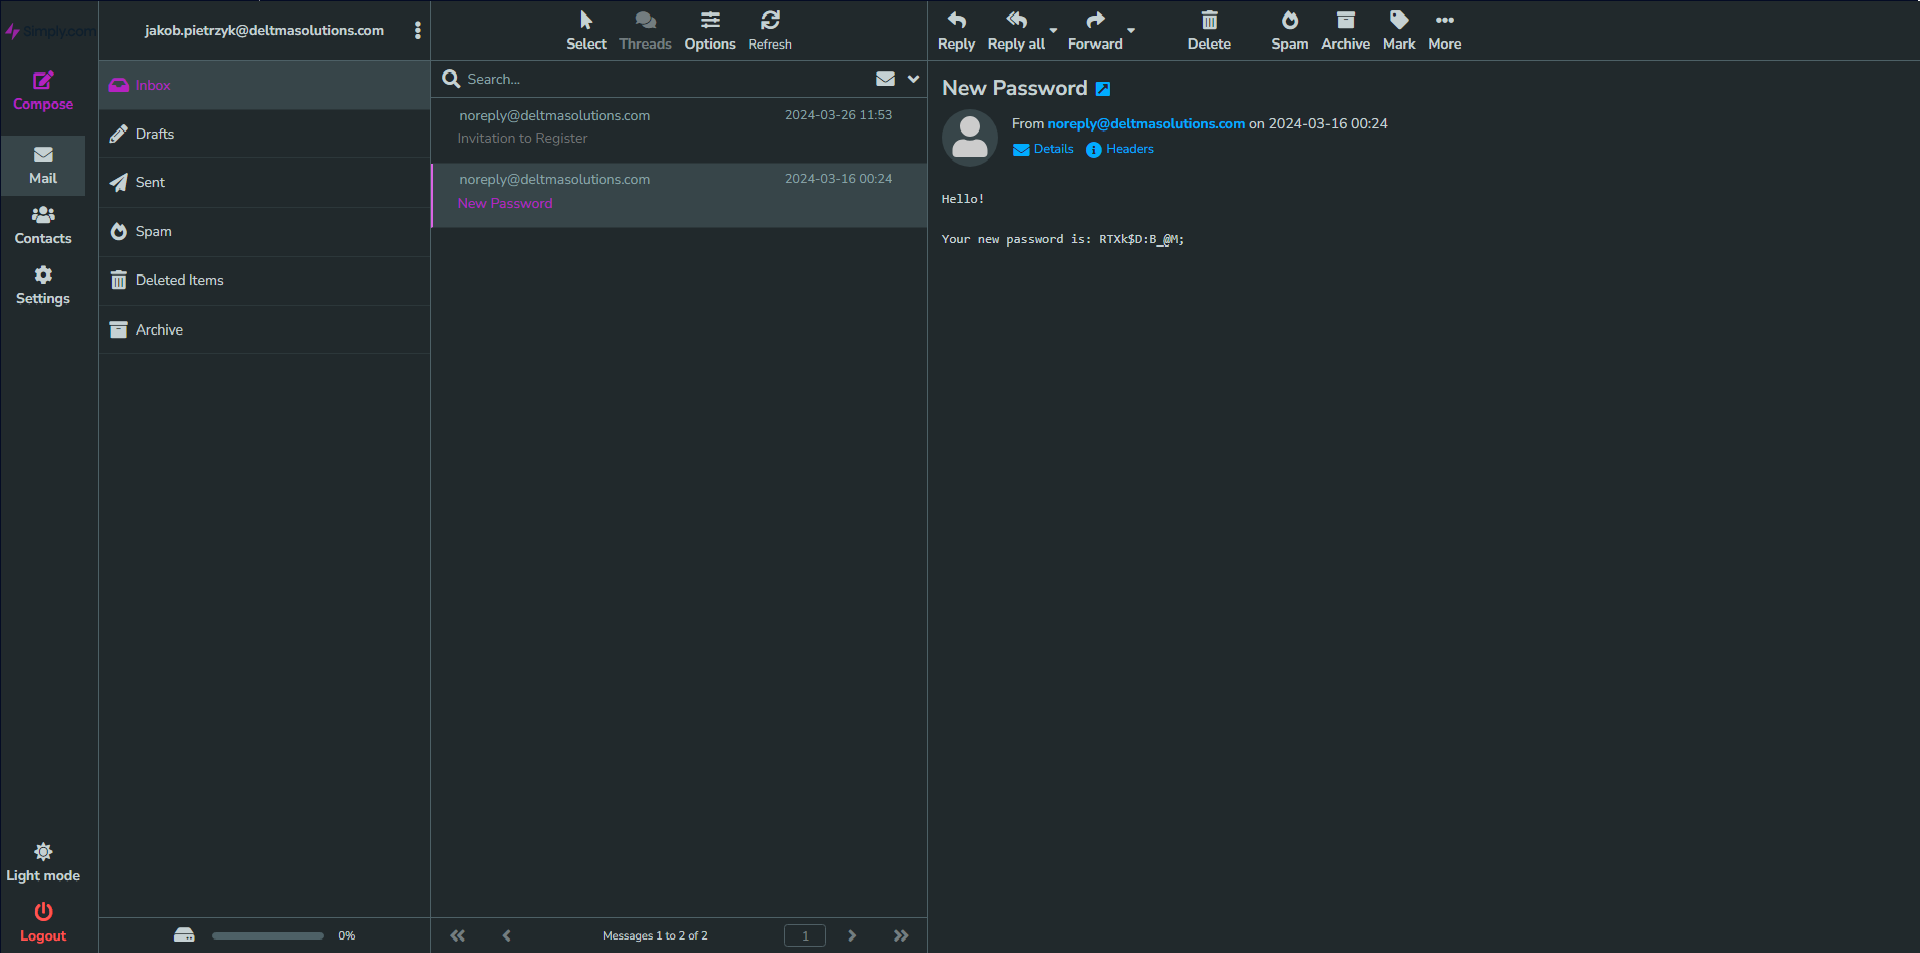 Simply.com
Compose
Mail
Contacts
Settings
Light mode
Logout
jakob.pietrzyk@deltmasolutions.com
Inbox
Drafts
Sent
Spam
Deleted Items
Archive
0%
Select Threads Options Refresh
Search...
noreply@deltmasolutions.com 2024-03-26 11:53
Invitation to Register
noreply@deltmasolutions.com 2024-03-16 00:24
New Password
Messages 1 to 2 of 2 1
Reply Reply all Forward Delete Spam Archive Mark More
New Password
From noreply@deltmasolutions.com on 2024-03-16 00:24
Details Headers
Hello!
Your new password is: RTXk$D:B_@M;